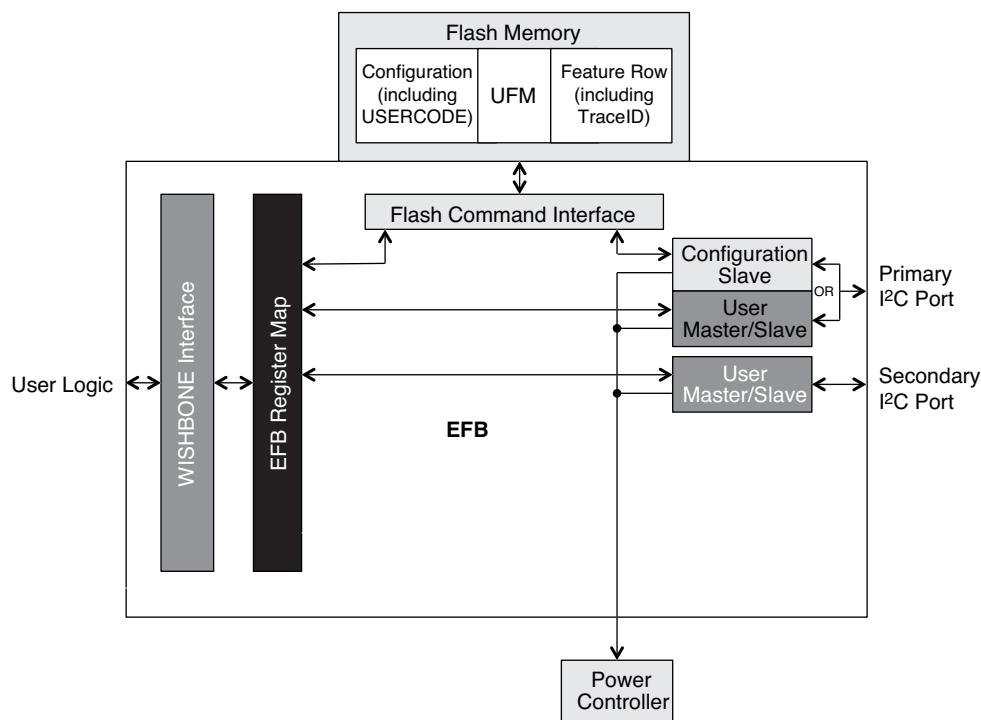 Flash Memory
Configuration
(including
USERCODE)
UFM
Feature Row
(including
TraceID)
Flash Command Interface
Configuration
Slave
OR
Primary
I²C Port
User
Master/Slave
User Logic
WISHBONE Interface
EFB Register Map
User
Master/Slave
Secondary
I²C Port
EFB
Power
Controller